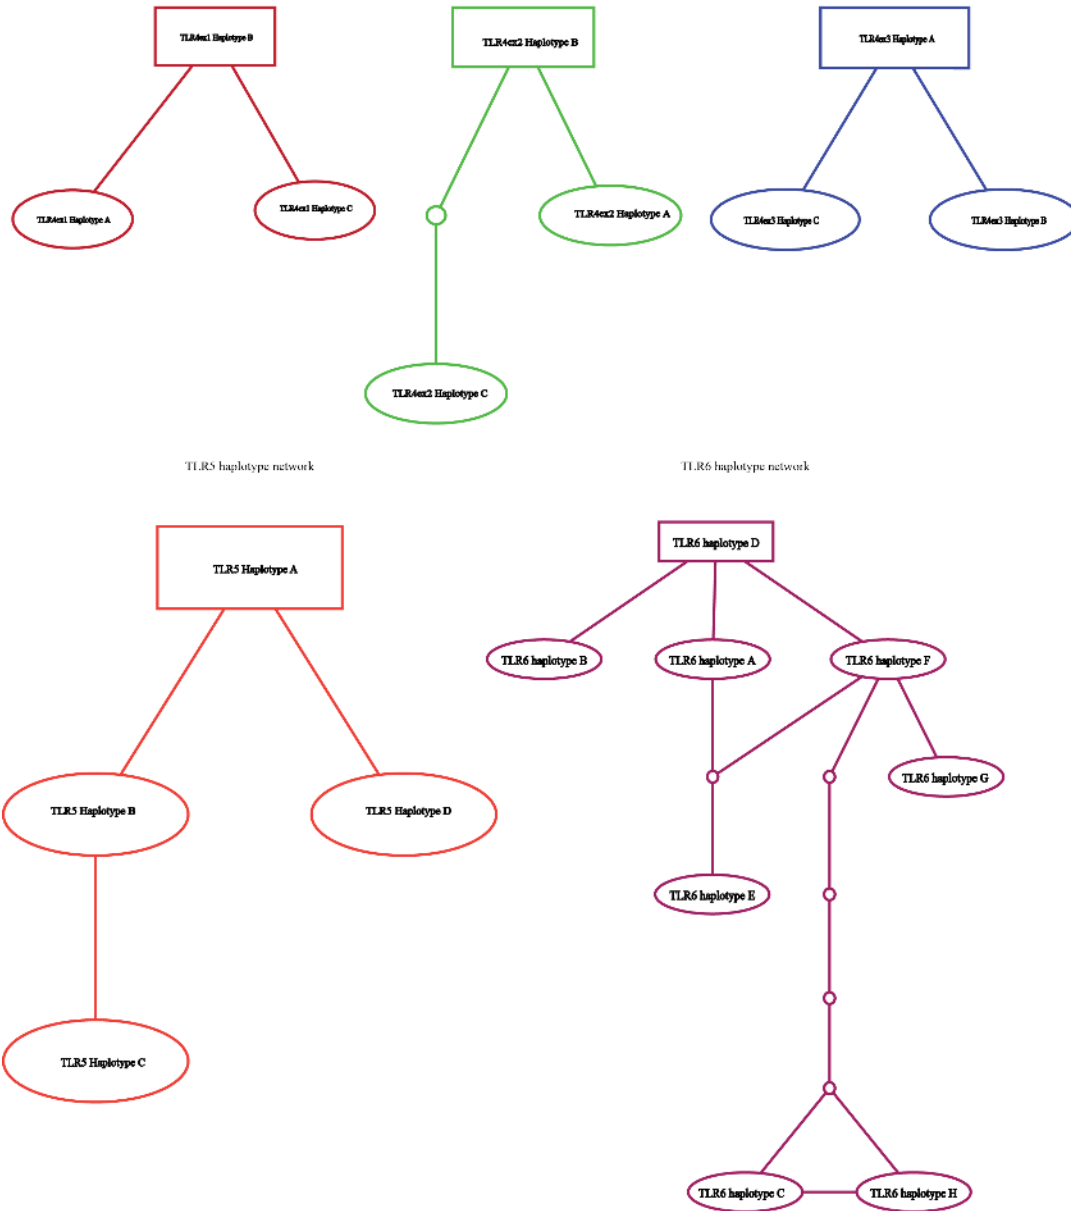 TLR4ex1 Haplotype B
TLR4ex2 Haplotype B
TLR4ex3 Haplotype A
TLR4ex1 Haplotype A
TLR4ex1 Haplotype C
TLR4ex2 Haplotype A
TLR4ex3 Haplotype C
TLR4ex3 Haplotype B
TLR4ex2 Haplotype C
TLR5 haplotype network
TLR6 haplotype network
TLR5 Haplotype A
TLR6 haplotype D
TLR6 haplotype B
TLR6 haplotype A
TLR6 haplotype F
TLR6 haplotype G
TLR5 Haplotype B
TLR5 Haplotype D
TLR6 haplotype E
TLR5 Haplotype C
TLR6 haplotype C
TLR6 haplotype H